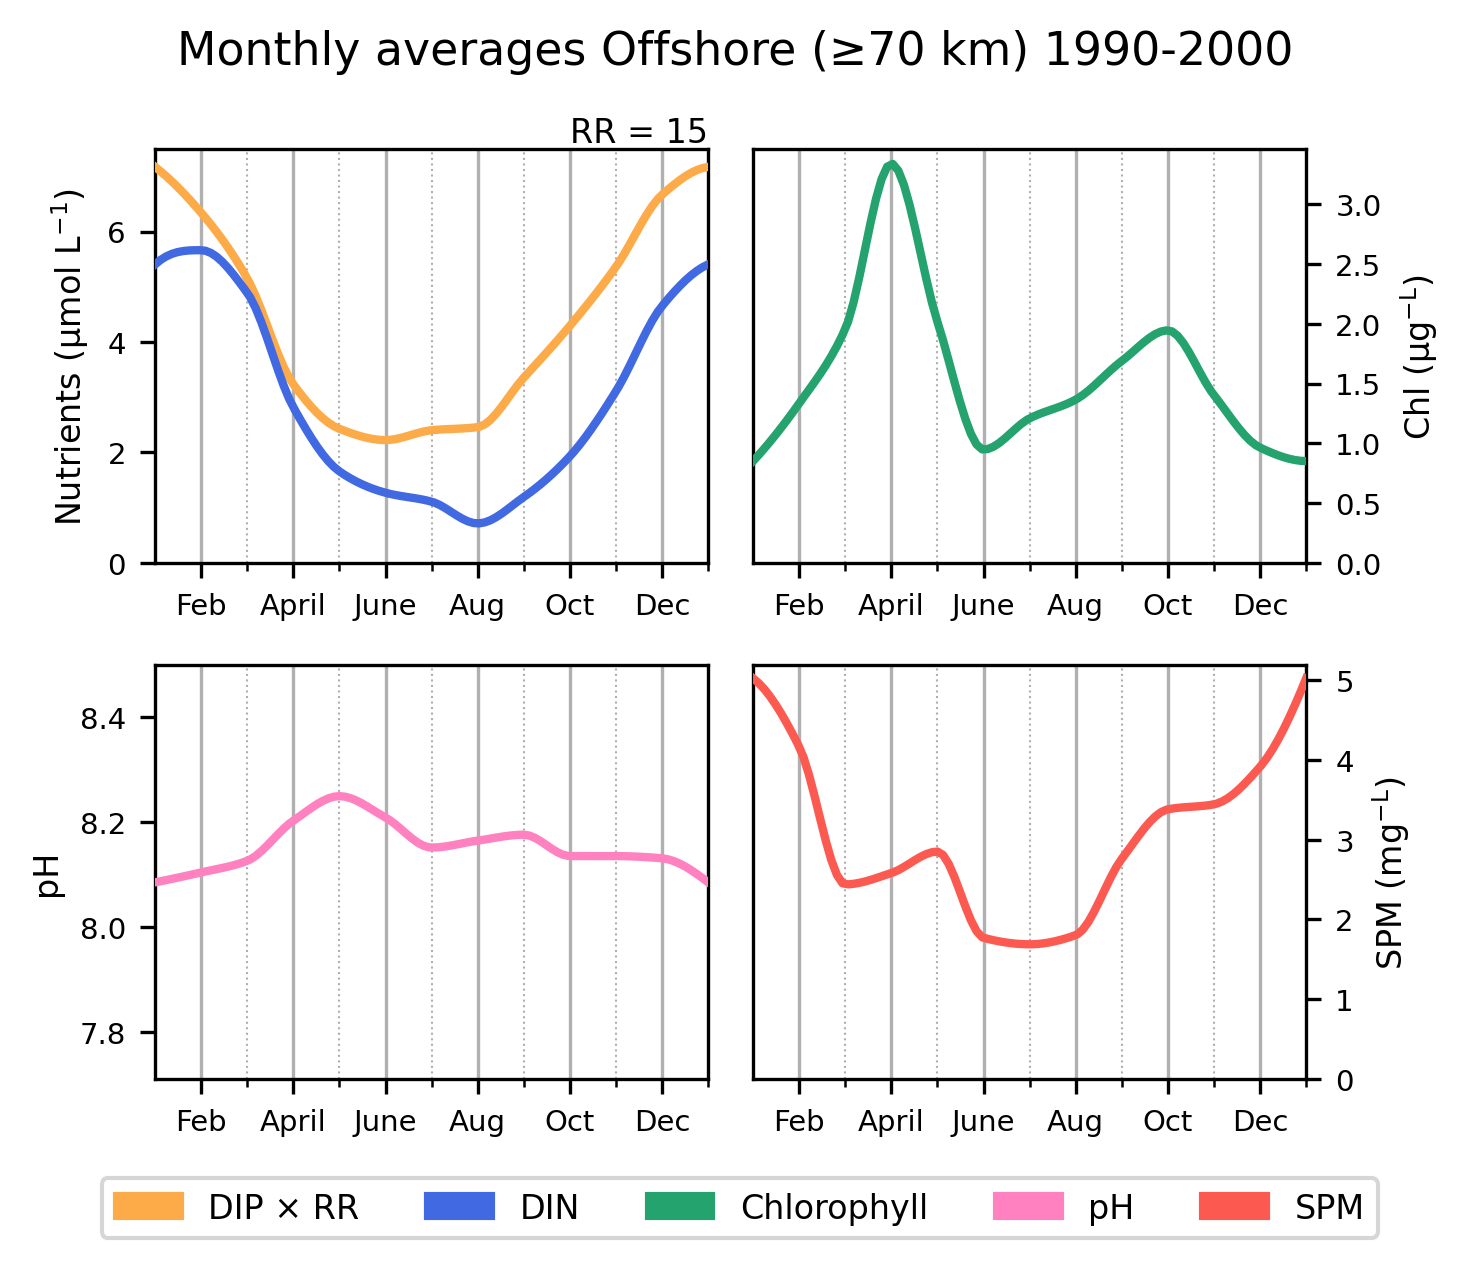 Monthly averages Offshore (≥70 km) 1990-2000
RR = 15
Nutrients (μmol L⁻¹)
6
4
2
0
Feb April June Aug Oct Dec
Chl (μg⁻ᴸ)
3.0
2.5
2.0
1.5
1.0
0.5
0.0
Feb April June Aug Oct Dec
pH
8.4
8.2
8.0
7.8
Feb April June Aug Oct Dec
SPM (mg⁻ᴸ)
5
4
3
2
1
0
Feb April June Aug Oct Dec
DIP × RR DIN Chlorophyll pH SPM